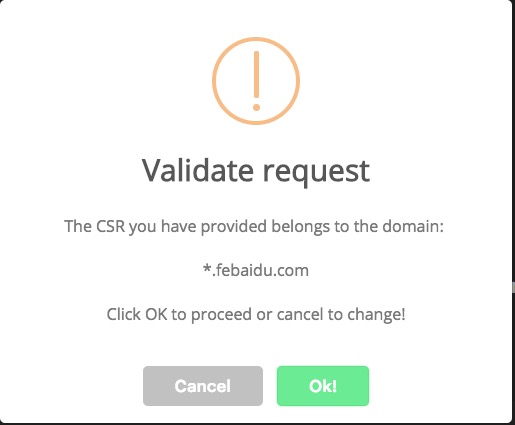 Validate request
The CSR you have provided belongs to the domain:
*.febaidu.com
Click OK to proceed or cancel to change!
Cancel
Ok!